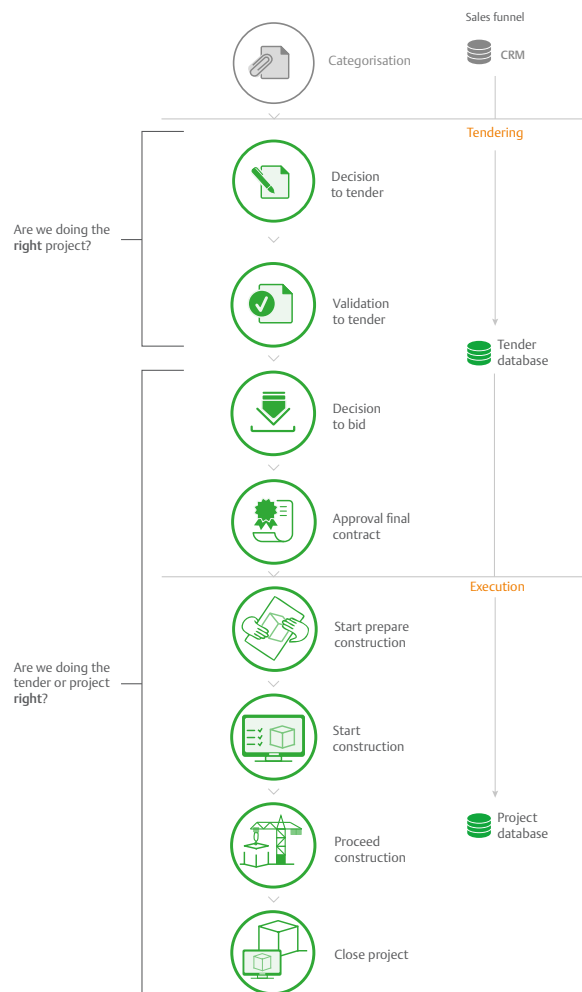 Sales funnel
CRM
Categorisation
Tendering
Decision
to tender
Are we doing the
right project?
Validation
to tender
Tender
database
Decision
to bid
Approval final
contract
Execution
Start prepare
construction
Are we doing the
tender or project
right?
Start
construction
Project
database
Proceed
construction
Close project